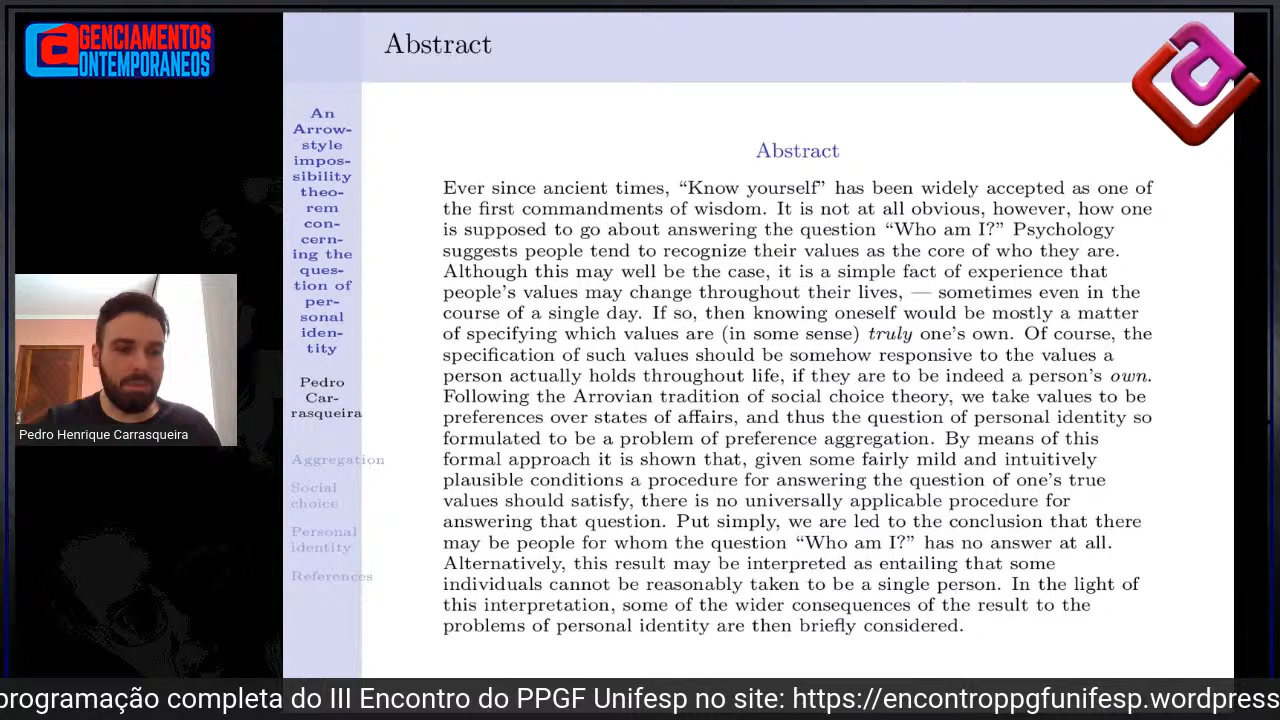 AGENCIAMENTOS
CONTEMPORANEOS
Abstract
An
Arrow-
style
impos-
sibility
theo-
rem
con-
cern-
ing the
ques-
tion of
per-
sonal
iden-
tity
Pedro
Car-
rasqueira
Aggregation
Social
choice
Personal
identity
References
Abstract
Ever since ancient times, “Know yourself” has been widely accepted as one of
the first commandments of wisdom. It is not at all obvious, however, how one
is supposed to go about answering the question “Who am I?” Psychology
suggests people tend to recognize their values as the core of who they are.
Although this may well be the case, it is a simple fact of experience that
people’s values may change throughout their lives, — sometimes even in the
course of a single day. If so, then knowing oneself would be mostly a matter
of specifying which values are (in some sense) truly one’s own. Of course, the
specification of such values should be somehow responsive to the values a
person actually holds throughout life, if they are to be indeed a person’s own.
Following the Arrovian tradition of social choice theory, we take values to be
preferences over states of affairs, and thus the question of personal identity so
formulated to be a problem of preference aggregation. By means of this
formal approach it is shown that, given some fairly mild and intuitively
plausible conditions a procedure for answering the question of one’s true
values should satisfy, there is no universally applicable procedure for
answering that question. Put simply, we are led to the conclusion that there
may be people for whom the question “Who am I?” has no answer at all.
Alternatively, this result may be interpreted as entailing that some
individuals cannot be reasonably taken to be a single person. In the light of
this interpretation, some of the wider consequences of the result to the
problems of personal identity are then briefly considered.
Pedro Henrique Carrasqueira
programação completa do III Encontro do PPGF Unifesp no site: https://encontroppgfunifesp.wordpress